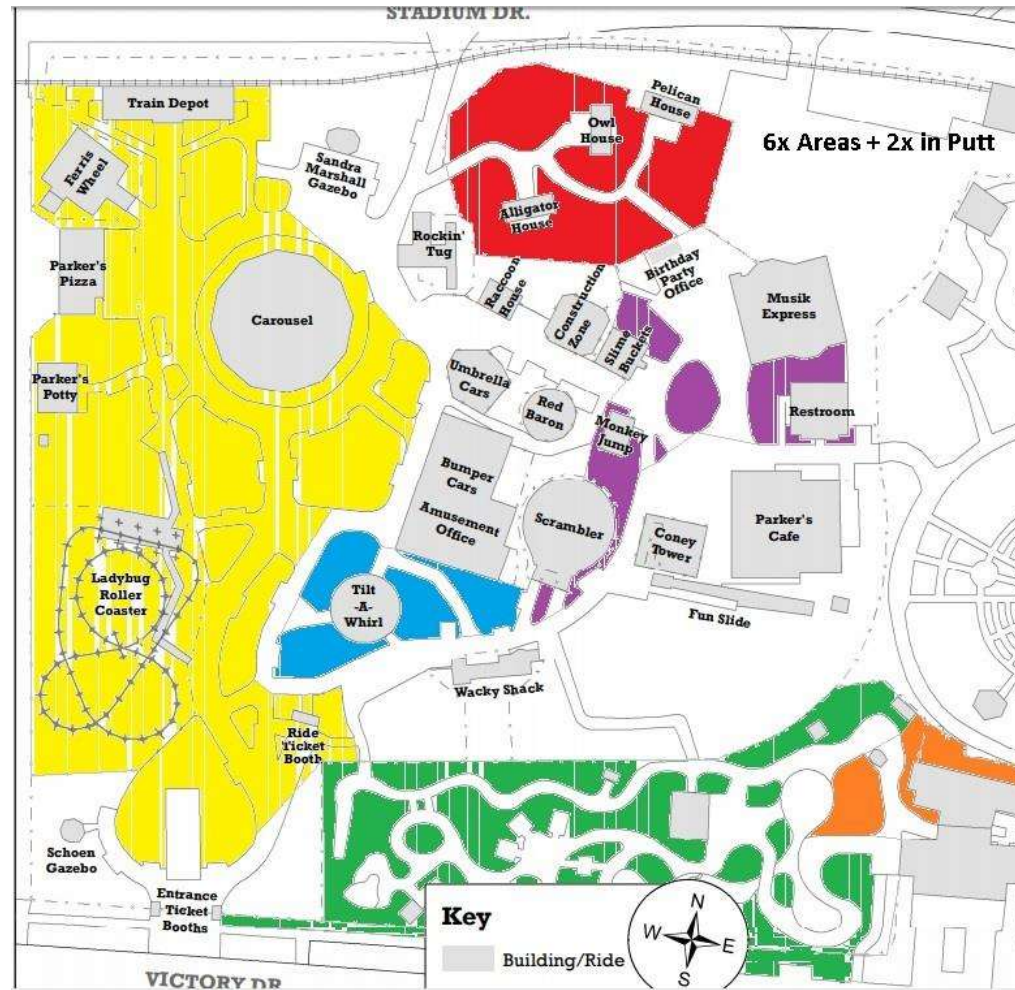 STADIUM DR.
Train Depot
Pelican
House
Owl
House
6x Areas + 2x in Putt
Ferris
Wheel
Sandra
Marshall
Gazebo
Alligator
House
Rockin'
Tug
Parker's
Pizza
Raccoon
House
Construction
Zone
Birthday
Party
Office
Musik
Express
Carousel
Slime
Buckets
Parker's
Potty
Umbrella
Cars
Red
Baron
Restroom
Monkey
Jump
Bumper
Cars
Amusement
Office
Scrambler
Coney
Tower
Parker's
Cafe
Ladybug
Roller
Coaster
Tilt
-A-
Whirl
Fun Slide
Wacky Shack
Ride
Ticket
Booth
Schoen
Gazebo
Entrance
Ticket
Booths
Key
Building/Ride
N
W
E
S
VICTORY DR.